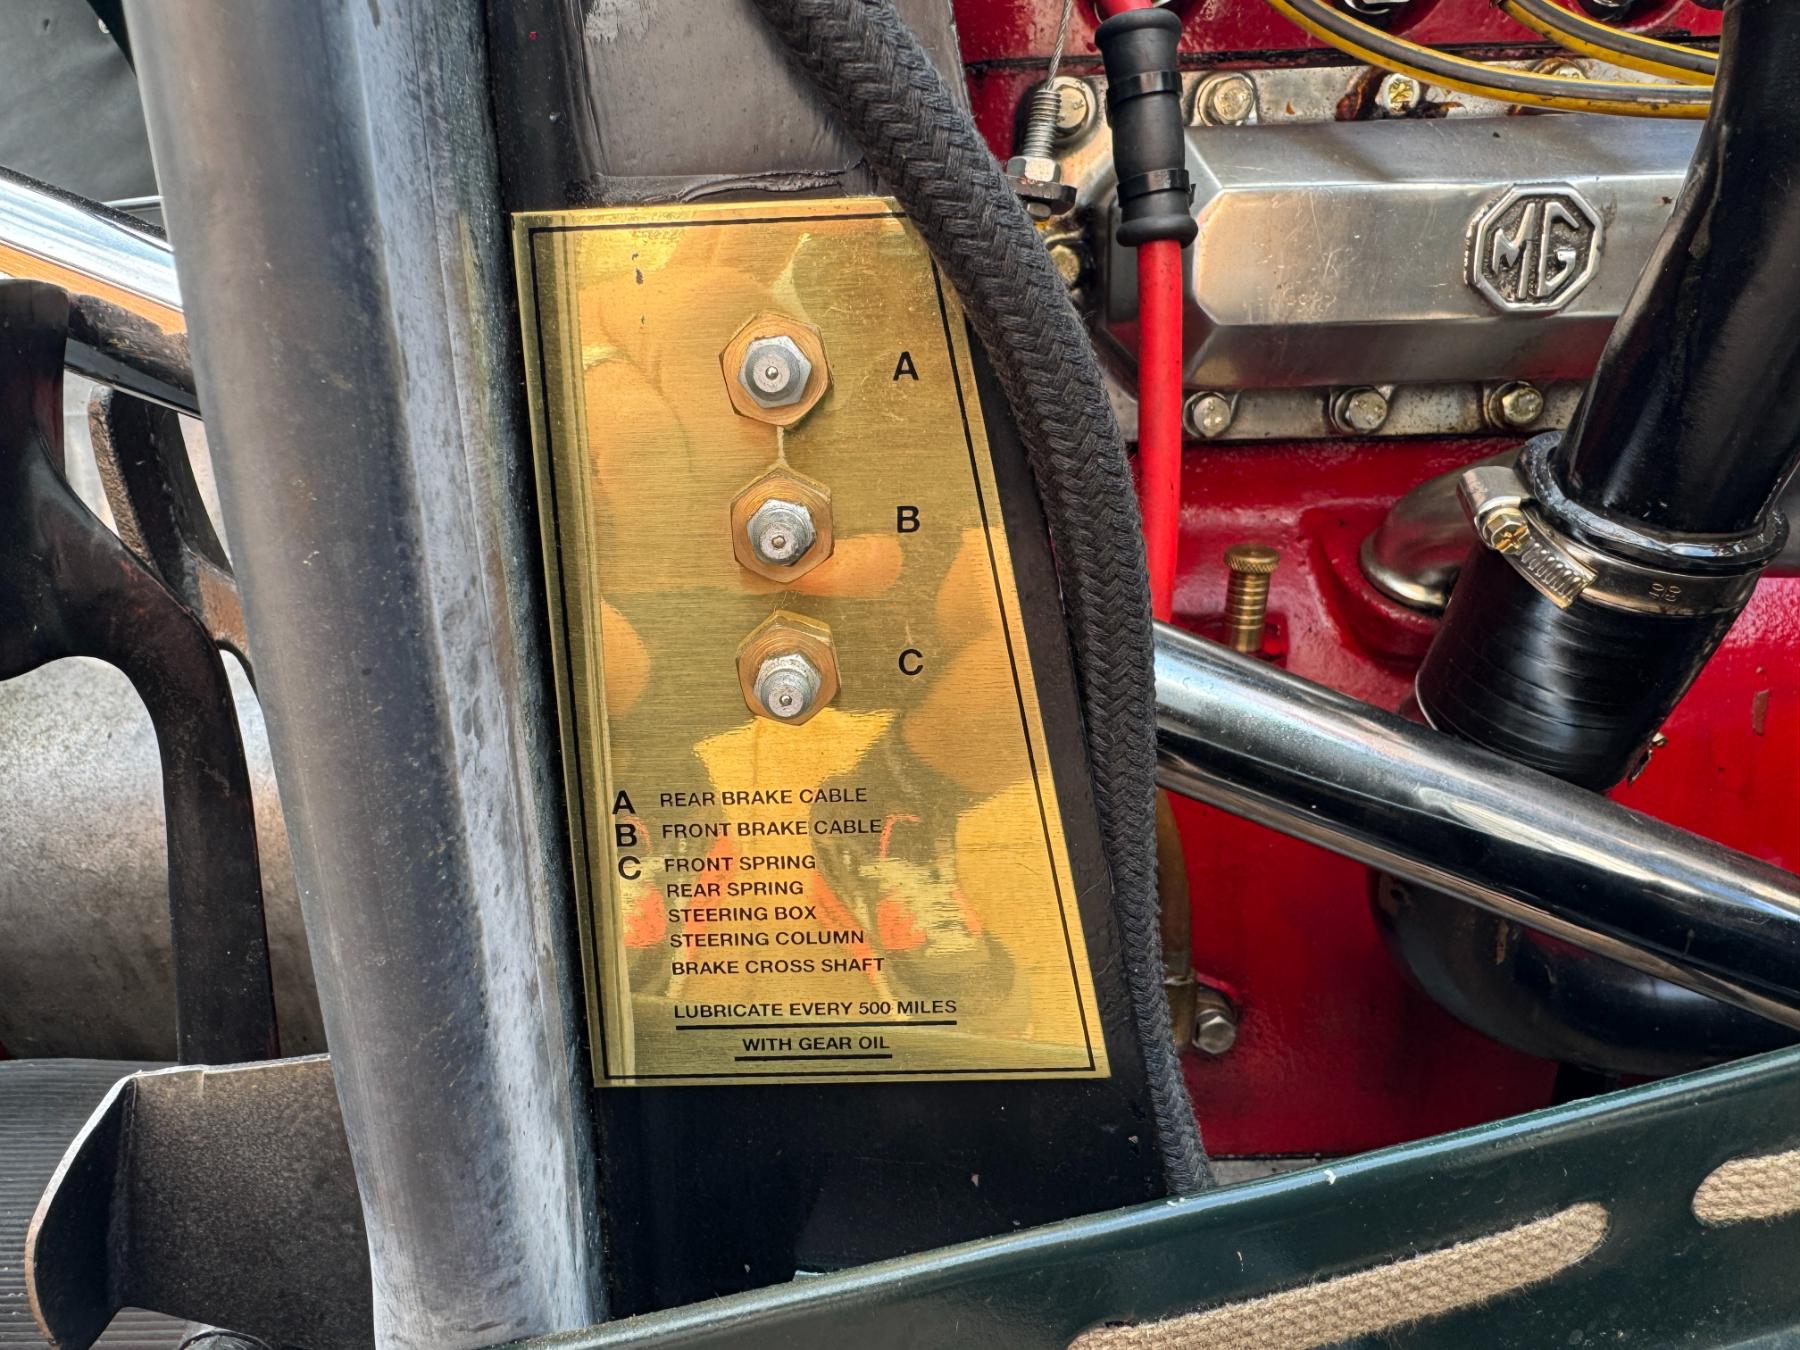 MG
A
B
C
A REAR BRAKE CABLE
B FRONT BRAKE CABLE
C FRONT SPRING
REAR SPRING
STEERING BOX
STEERING COLUMN
BRAKE CROSS SHAFT
LUBRICATE EVERY 500 MILES
WITH GEAR OIL